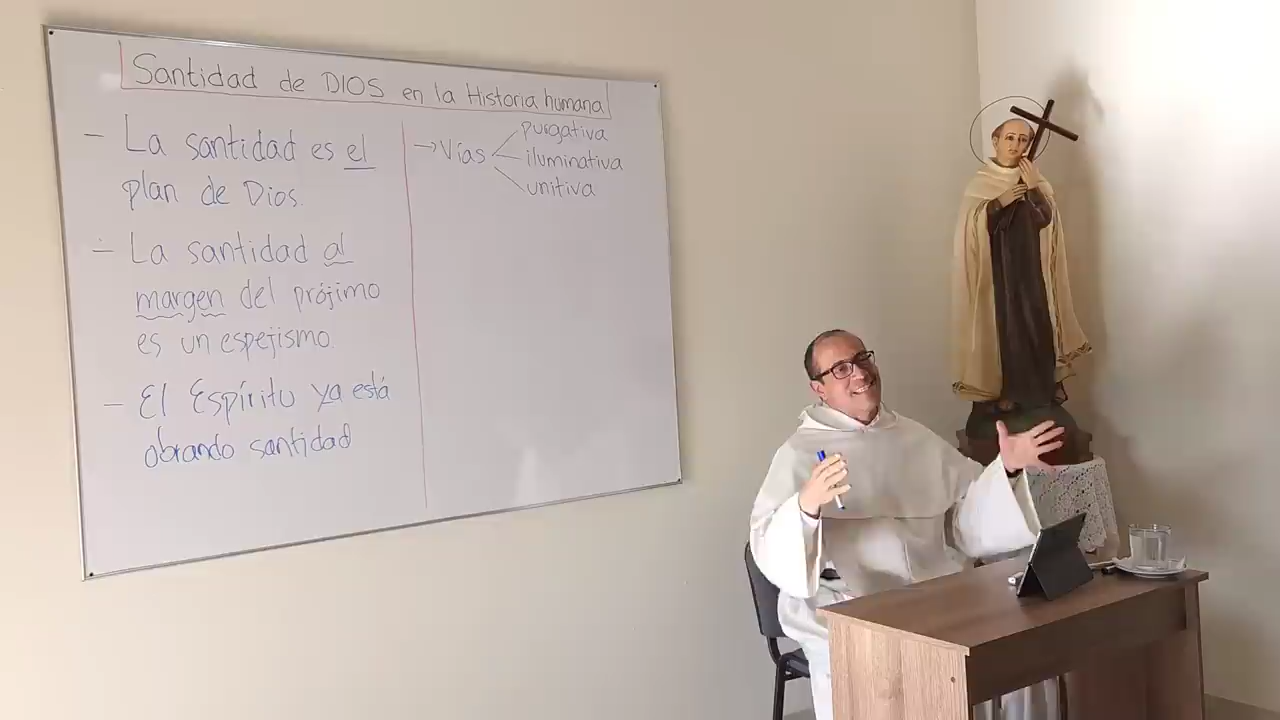 Santidad de DIOS en la Historia humana
- La santidad es el
plan de Dios.
- La santidad al
margen del prójimo
es un espejismo.
- El Espíritu ya está
obrando santidad
→ Vías
purgativa
iluminativa
unitiva